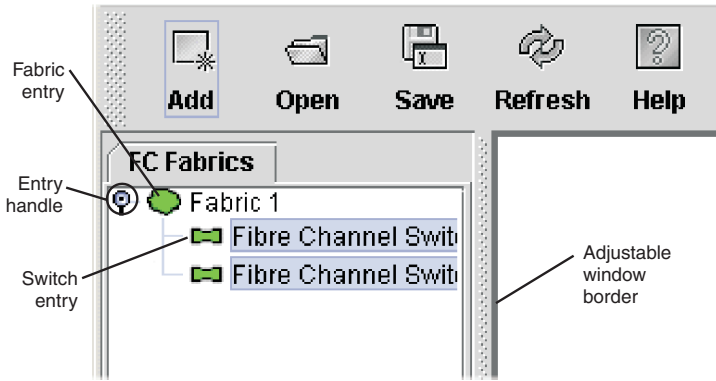 Add Open Save Refresh Help
Fabric
entry
FC Fabrics
Entry
handle
Fabric 1
Fibre Channel Swit
Switch
entry
Fibre Channel Swit
Adjustable
window
border